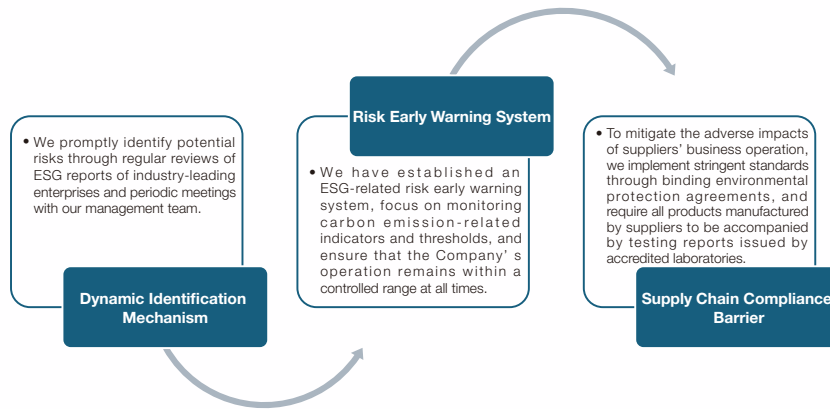 • We promptly identify potential
risks through regular reviews of
ESG reports of industry-leading
enterprises and periodic meetings
with our management team.
Dynamic Identification
Mechanism
Risk Early Warning System
• We have established an
ESG-related risk early warning
system, focus on monitoring
carbon emission-related
indicators and thresholds, and
ensure that the Company’ s
operation remains within a
controlled range at all times.
• To mitigate the adverse impacts
of suppliers’ business operation,
we implement stringent standards
through binding environmental
protection agreements, and
require all products manufactured
by suppliers to be accompanied
by testing reports issued by
accredited laboratories.
Supply Chain Compliance
Barrier